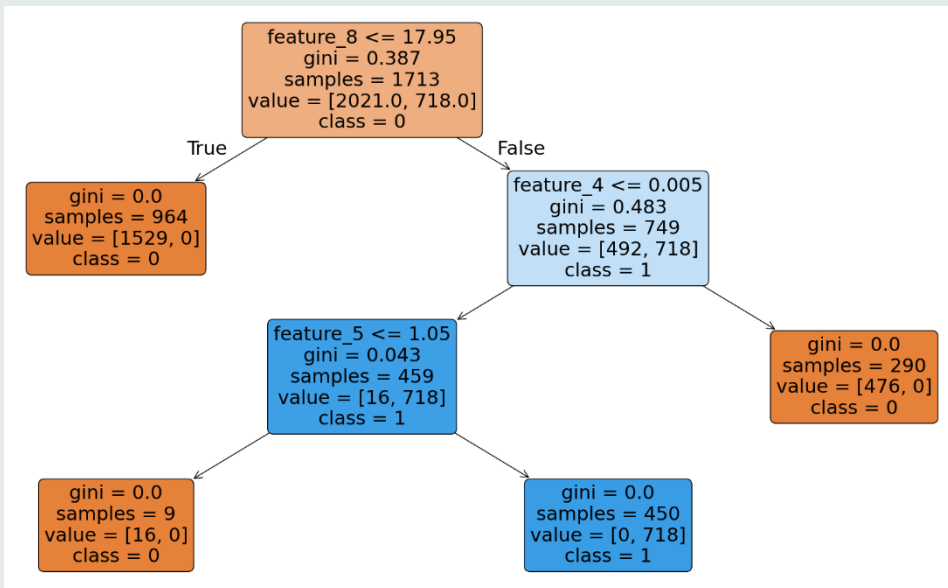 feature_8 <= 17.95
gini = 0.387
samples = 1713
value = [2021.0, 718.0]
class = 0
True
False
gini = 0.0
samples = 964
value = [1529, 0]
class = 0
feature_4 <= 0.005
gini = 0.483
samples = 749
value = [492, 718]
class = 1
feature_5 <= 1.05
gini = 0.043
samples = 459
value = [16, 718]
class = 1
gini = 0.0
samples = 290
value = [476, 0]
class = 0
gini = 0.0
samples = 9
value = [16, 0]
class = 0
gini = 0.0
samples = 450
value = [0, 718]
class = 1